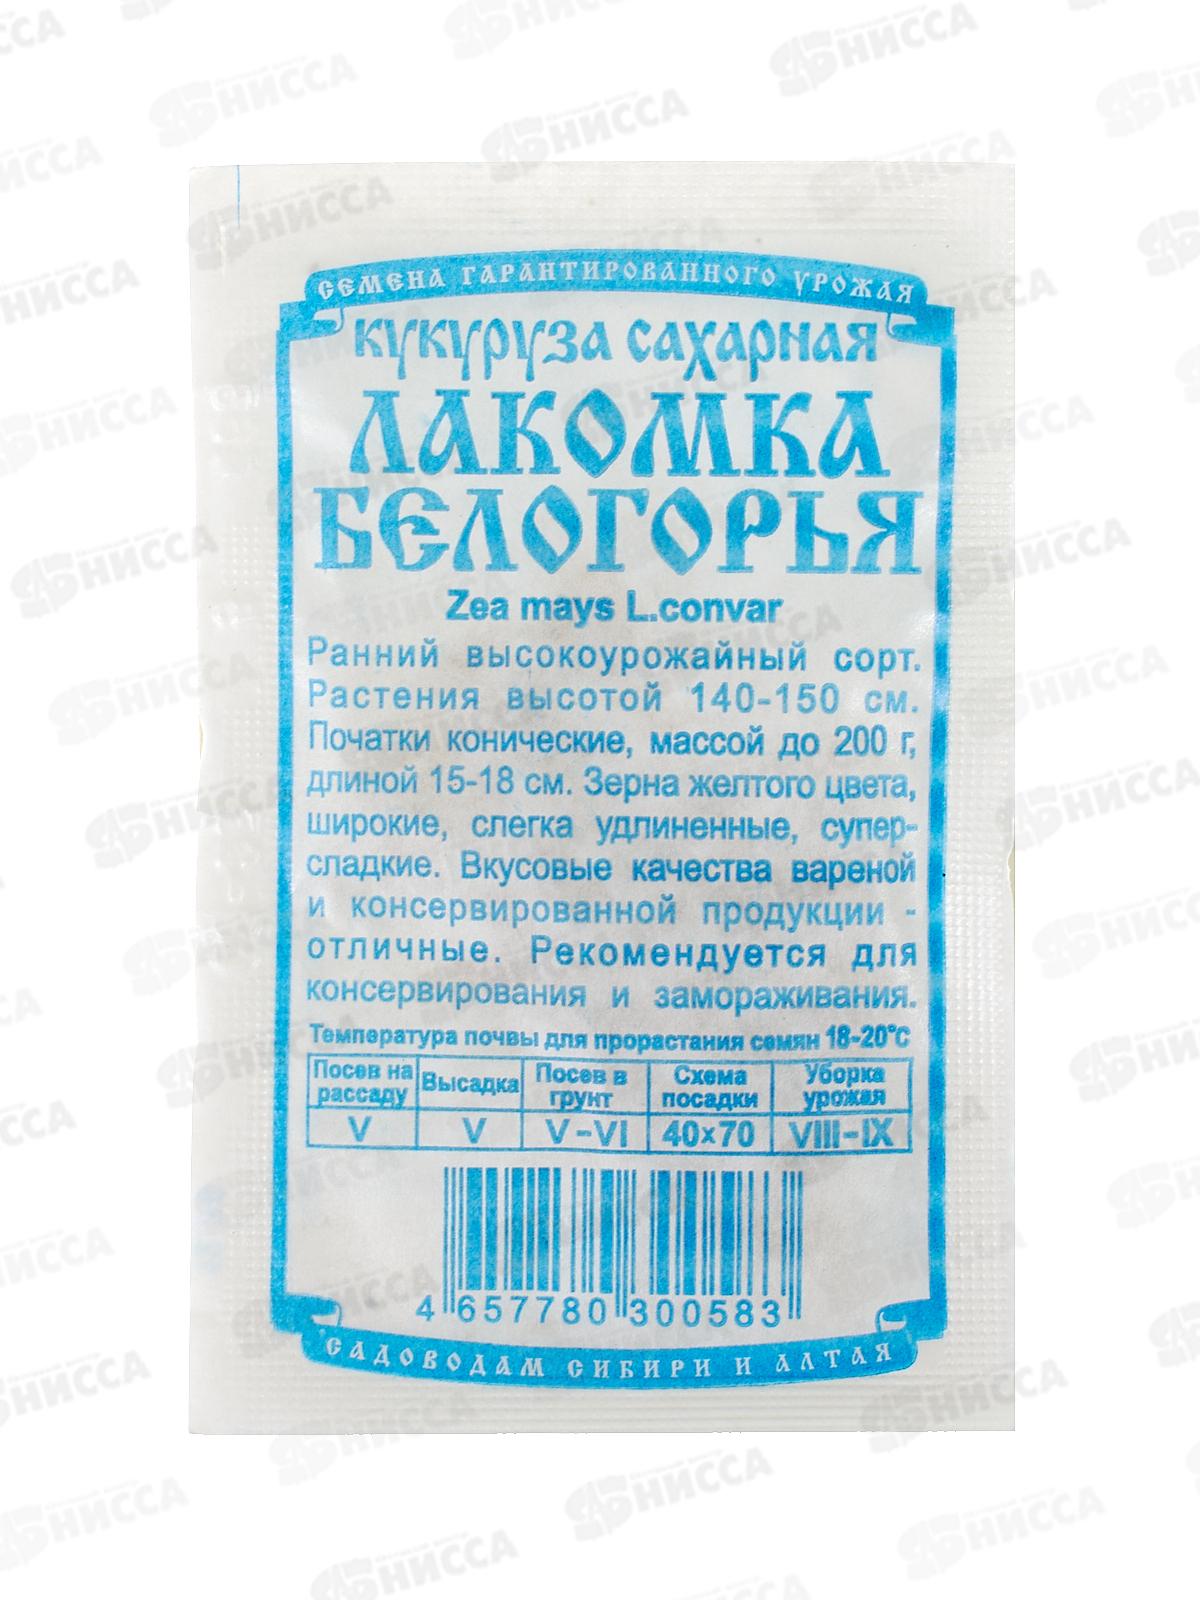 СЕМЕНА ГАРАНТИРОВАННОГО УРОЖАЯ
КУКУРУЗА САХАРНАЯ
ЛАКОМКА
БЕЛОГОРЬЯ
Zea mays L.convar
Ранний высокоурожайный сорт.
Растения высотой 140-150 см.
Початки конические, массой до 200 г,
длиной 15-18 см. Зерна желтого цвета,
широкие, слегка удлиненные, супер-
сладкие. Вкусовые качества вареной
и консервированной продукции -
отличные. Рекомендуется для
консервирования и замораживания.
Температура почвы для прорастания семян 18-20°С
Посев на рассаду Высадка Посев в грунт Схема посадки Уборка урожая
V V V-VI 40×70 VIII-IX
4 657780 300583
САДОВОДАМ СИБИРИ И АЛТАЯ
НИССА